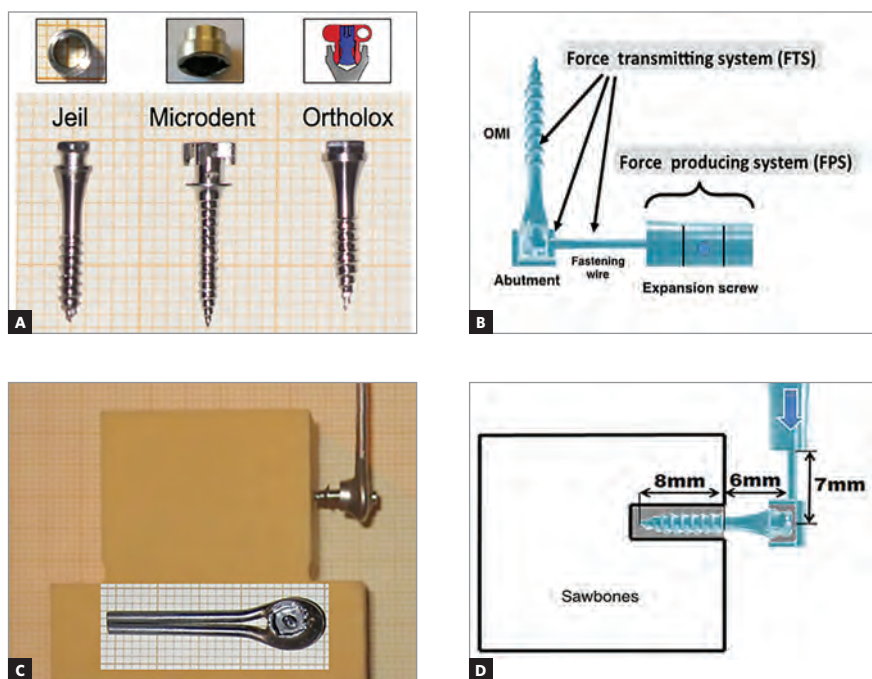 Jeil Microdent Ortholox
A
Force transmitting system (FTS)
OMI
Force producing system (FPS)
Fastening
wire
Abutment
Expansion screw
B
C
8mm
6mm
7mm
Sawbones
D